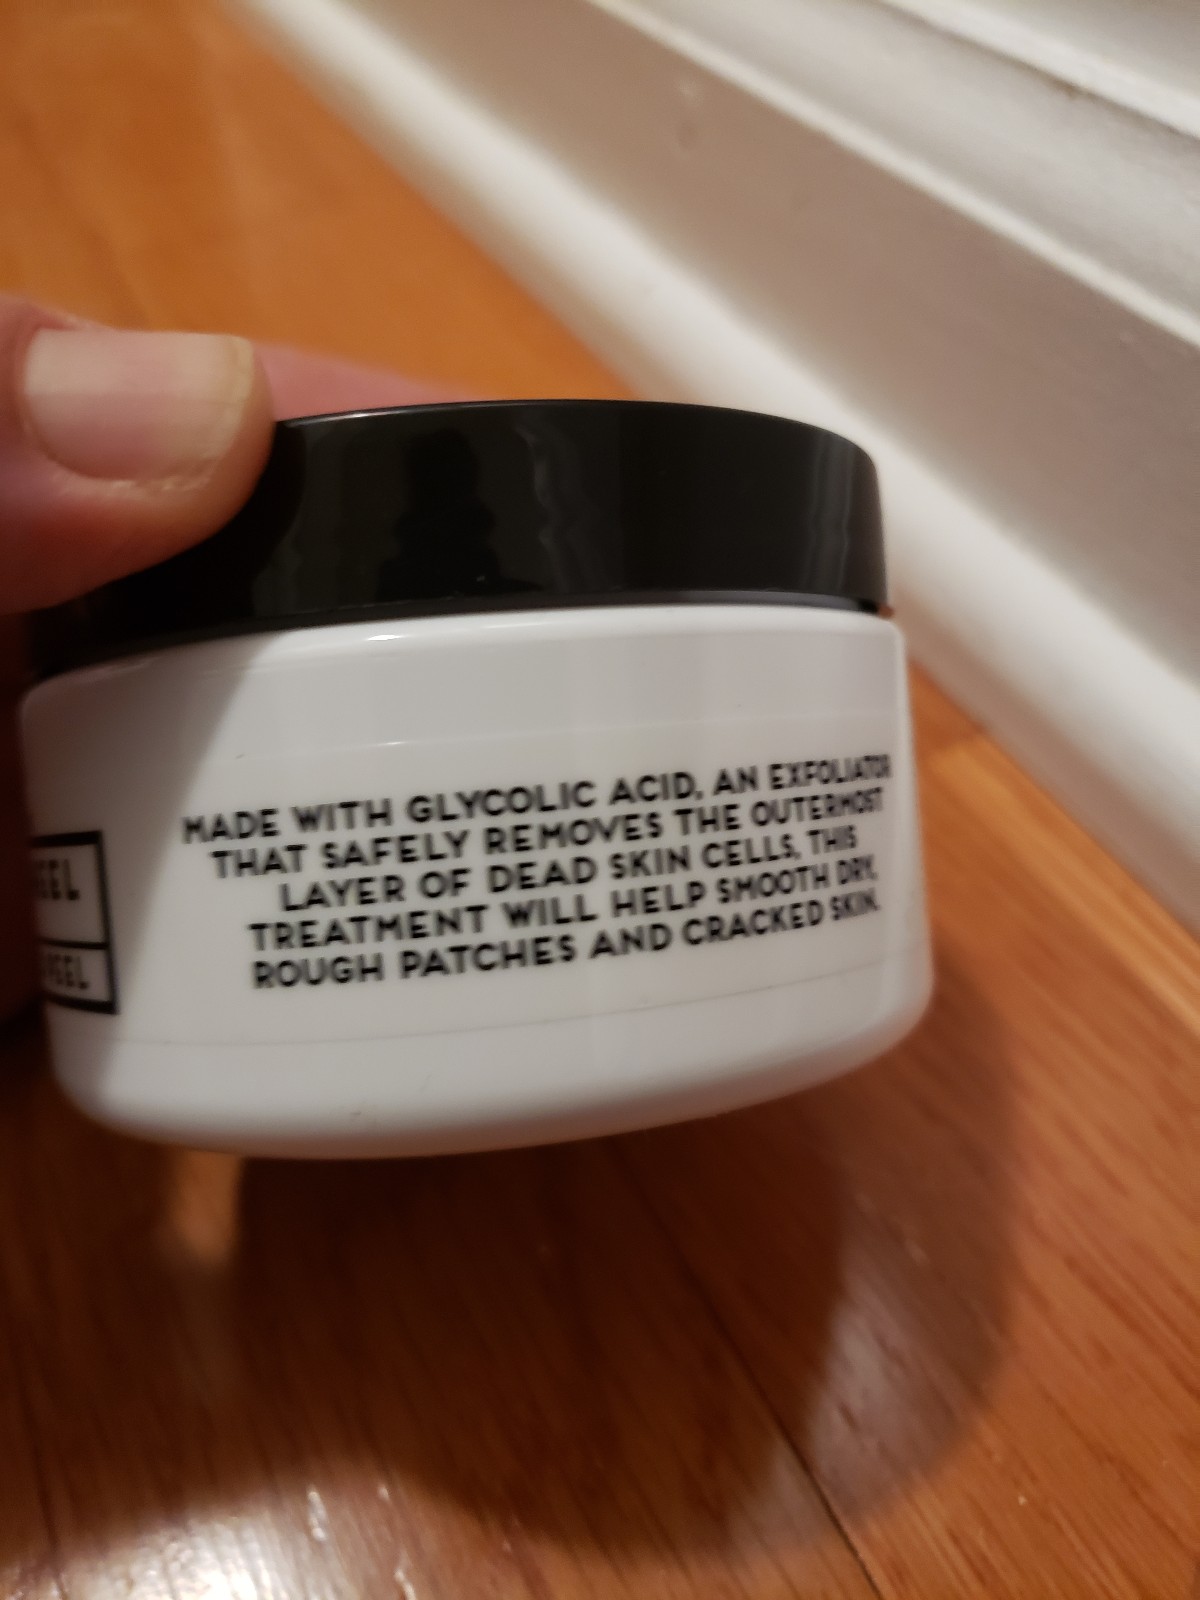 MADE WITH GLYCOLIC ACID, AN EXFOLIATOR
THAT SAFELY REMOVES THE OUTERMOST
LAYER OF DEAD SKIN CELLS, THIS
TREATMENT WILL HELP SMOOTH DRY,
ROUGH PATCHES AND CRACKED SKIN.